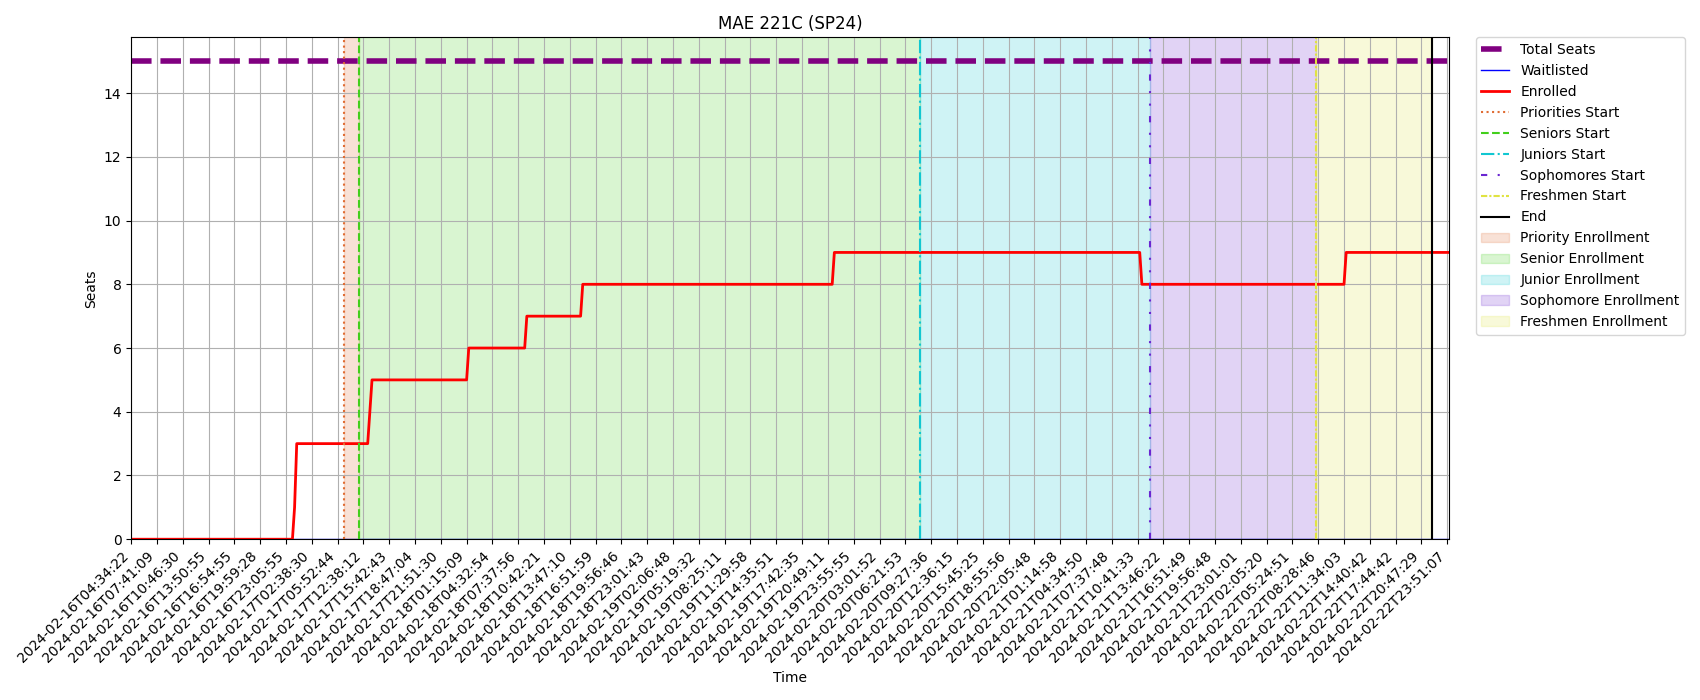 MAE 221C (SP24)
Seats
14
12
10
8
6
4
2
0
2024-02-16T04:34:22
2024-02-16T07:41:09
2024-02-16T10:46:30
2024-02-16T13:50:55
2024-02-16T16:54:55
2024-02-16T19:59:28
2024-02-16T23:05:55
2024-02-17T02:38:30
2024-02-17T05:52:44
2024-02-17T12:38:12
2024-02-17T15:42:43
2024-02-17T18:47:04
2024-02-17T21:51:30
2024-02-18T01:15:09
2024-02-18T04:32:54
2024-02-18T07:37:56
2024-02-18T10:42:21
2024-02-18T13:47:10
2024-02-18T16:51:59
2024-02-18T19:56:46
2024-02-18T23:01:43
2024-02-19T02:06:48
2024-02-19T05:19:32
2024-02-19T08:25:11
2024-02-19T11:29:58
2024-02-19T14:35:51
2024-02-19T17:42:35
2024-02-19T20:49:11
2024-02-19T23:55:55
2024-02-20T03:01:52
2024-02-20T06:21:53
2024-02-20T09:27:36
2024-02-20T12:36:15
2024-02-20T15:45:25
2024-02-20T18:55:56
2024-02-20T22:05:48
2024-02-21T01:14:58
2024-02-21T04:34:50
2024-02-21T07:37:48
2024-02-21T10:41:33
2024-02-21T13:46:22
2024-02-21T16:51:49
2024-02-21T19:56:48
2024-02-21T23:01:01
2024-02-22T02:05:20
2024-02-22T05:24:51
2024-02-22T08:28:46
2024-02-22T11:34:03
2024-02-22T14:40:42
2024-02-22T17:44:42
2024-02-22T20:47:29
2024-02-22T23:51:07
Time
Total Seats
Waitlisted
Enrolled
Priorities Start
Seniors Start
Juniors Start
Sophomores Start
Freshmen Start
End
Priority Enrollment
Senior Enrollment
Junior Enrollment
Sophomore Enrollment
Freshmen Enrollment